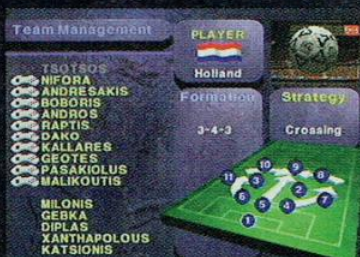 Team Management
TSOTSOS
NIFORA
ANDRESAKIS
BOBORIS
ANDROS
RAPTIS
DAKO
KALLARES
GEOTES
PASAKIOLUS
MALIKOUTIS
MILONIS
GEBKA
DIPLAS
XANTHAPOLOUS
KATSIONIS
PLAYER
Holland
Formation
3-4-3
Strategy
Crossing
10
9
8
11
3
2
7
6
5
4
1